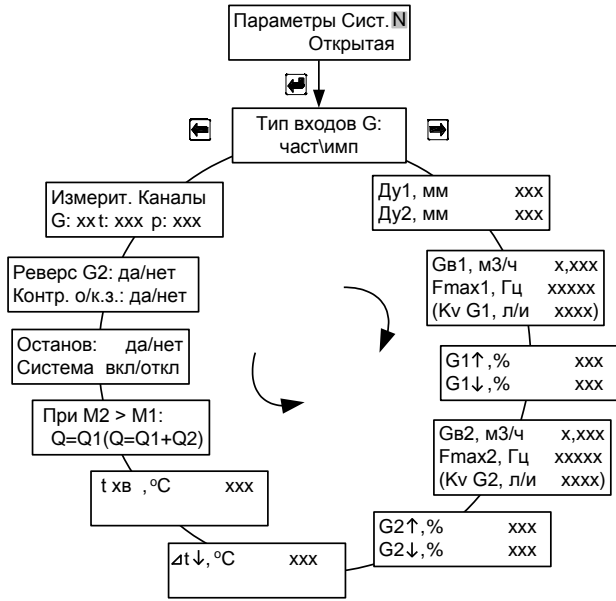 Параметры Сист. N
Открытая
Тип входов G:
част\имп
Ду1, мм xxx
Ду2, мм xxx
Gв1, м3/ч x,xxx
Fmax1, Гц xxxxx
(Kv G1, л/и xxxx)
G1↑,% xxx
G1↓,% xxx
Gв2, м3/ч x,xxx
Fmax2, Гц xxxxx
(Kv G2, л/и xxxx)
G2↑,% xxx
G2↓,% xxx
⊿t↓, ºC xxx
t хв , ºC xxx
При M2 > M1:
Q=Q1(Q=Q1+Q2)
Останов: да/нет
Система вкл/откл
Реверс G2: да/нет
Контр. о/к.з.: да/нет
Измерит. Каналы
G: xx t: xxx p: xxx